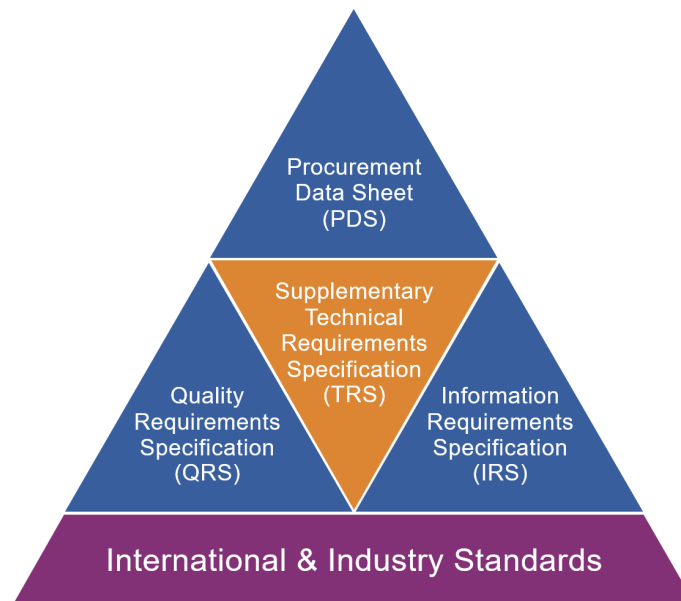 Procurement
Data Sheet
(PDS)
Supplementary
Technical
Requirements
Specification
(TRS)
Quality
Requirements
Specification
(QRS)
Information
Requirements
Specification
(IRS)
International & Industry Standards